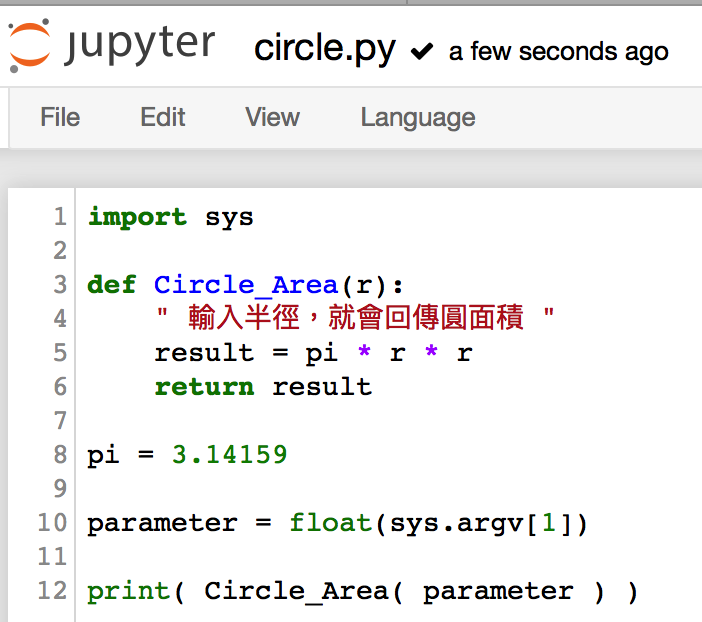 jupyter circle.py ✔ a few seconds ago
File Edit View Language
1 import sys
2
3 def Circle_Area(r):
4     " 輸入半徑，就會回傳圓面積 "
5     result = pi * r * r
6     return result
7
8 pi = 3.14159
9
10 parameter = float(sys.argv[1])
11
12 print( Circle_Area( parameter ) )